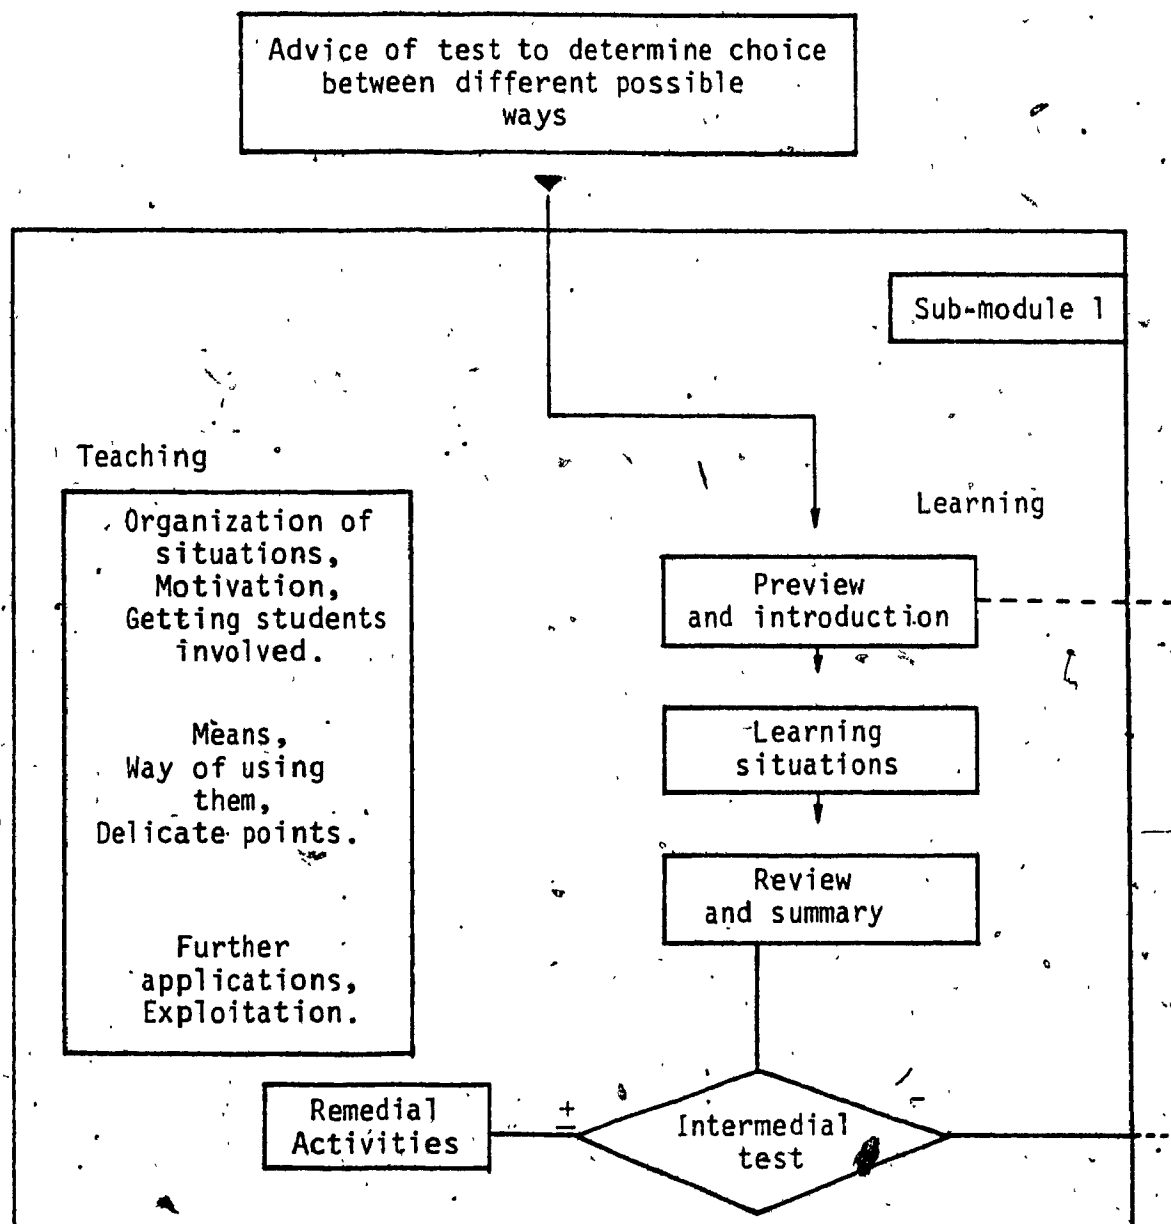 Advice of test to determine choice
between different possible
ways
Sub-module 1
Teaching
Organization of
situations,
Motivation,
Getting students
involved.
Means,
Way of using
them,
Delicate points.
Further
applications,
Exploitation.
Learning
Preview
and introduction
Learning
situations
Review
and summary
Intermedial
test
±
-
Remedial
Activities